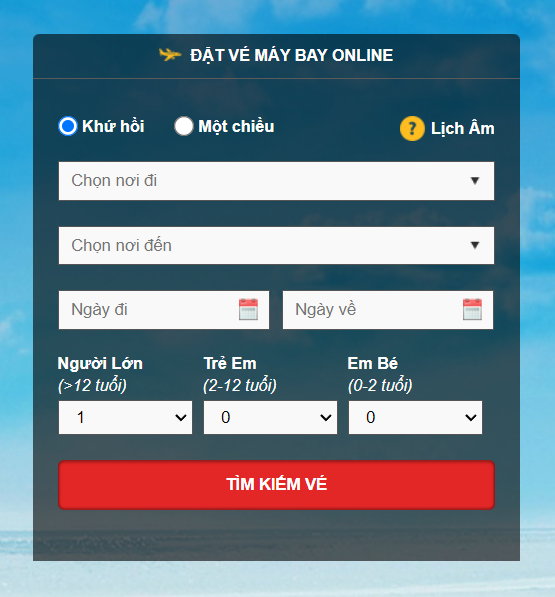 ĐẶT VÉ MÁY BAY ONLINE
Khứ hồi Một chiều ? Lịch Âm
Chọn nơi đi
Chọn nơi đến
Ngày đi Ngày về
Người Lớn Trẻ Em Em Bé
(>12 tuổi) (2-12 tuổi) (0-2 tuổi)
1 0 0
TÌM KIẾM VÉ